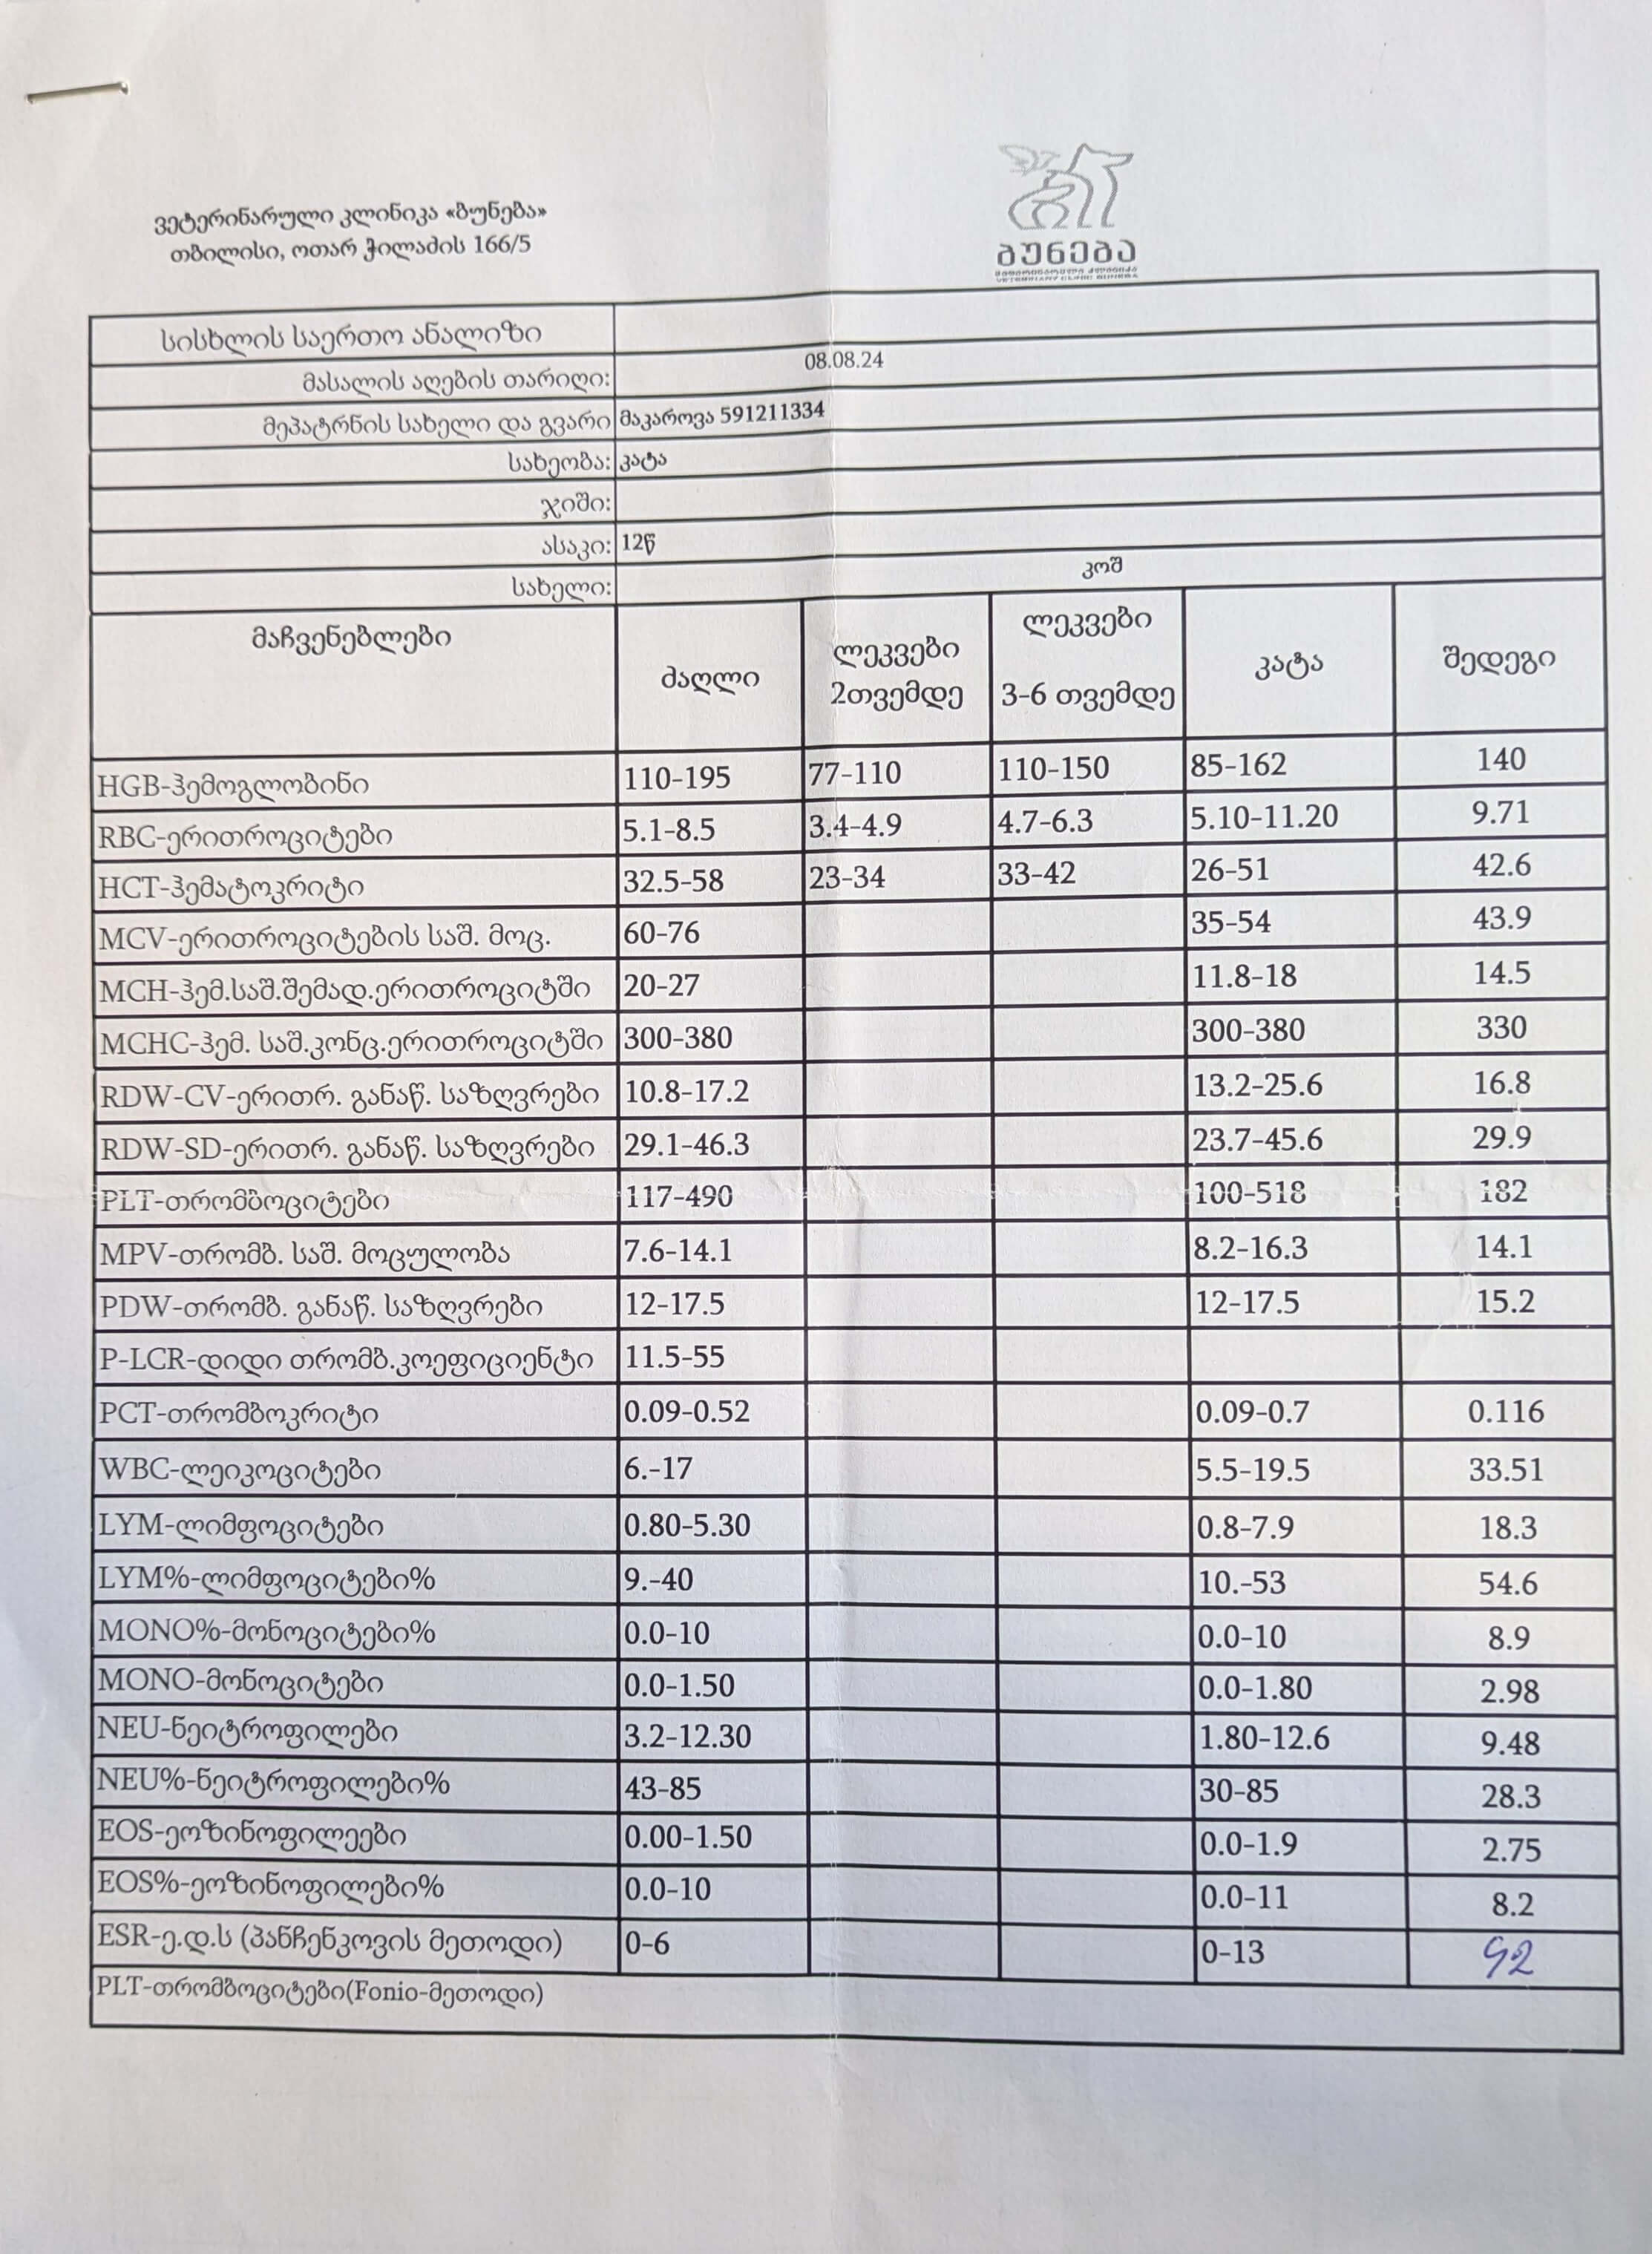 ვეტერინარული კლინიკა «ბუნება»
თბილისი, ოთარ ჭილაძის 166/5
ბუნება
სისხლის საერთო ანალიზი
მასალის აღების თარიღი: 08.08.24
მეპატრნის სახელი და გვარი მაკაროვა 591211334
სახეობა: კატა
ჯიში:
ასაკი: 12წ
სახელი: კოშ
მაჩვენებლები ძაღლი ლეკვები 2თვემდე ლეკვები 3-6 თვემდე კატა შედეგი
HGB-ჰემოგლობინი 110-195 77-110 110-150 85-162 140
RBC-ერითროციტები 5.1-8.5 3.4-4.9 4.7-6.3 5.10-11.20 9.71
HCT-ჰემატოკრიტი 32.5-58 23-34 33-42 26-51 42.6
MCV-ერითროციტების საშ. მოც. 60-76 35-54 43.9
MCH-ჰემ.საშ.შემად.ერითროციტში 20-27 11.8-18 14.5
MCHC-ჰემ. საშ.კონც.ერითროციტში 300-380 300-380 330
RDW-CV-ერითრ. განაწ. საზღვრები 10.8-17.2 13.2-25.6 16.8
RDW-SD-ერითრ. განაწ. საზღვრები 29.1-46.3 23.7-45.6 29.9
PLT-თრომბოციტები 117-490 100-518 182
MPV-თრომბ. საშ. მოცულობა 7.6-14.1 8.2-16.3 14.1
PDW-თრომბ. განაწ. საზღვრები 12-17.5 12-17.5 15.2
P-LCR-დიდი თრომბ.კოეფიციენტი 11.5-55
PCT-თრომბოკრიტი 0.09-0.52 0.09-0.7 0.116
WBC-ლეიკოციტები 6.-17 5.5-19.5 33.51
LYM-ლიმფოციტები 0.80-5.30 0.8-7.9 18.3
LYM%-ლიმფოციტები% 9.-40 10.-53 54.6
MONO%-მონოციტები% 0.0-10 0.0-10 8.9
MONO-მონოციტები 0.0-1.50 0.0-1.80 2.98
NEU-ნეიტროფილები 3.2-12.30 1.80-12.6 9.48
NEU%-ნეიტროფილები% 43-85 30-85 28.3
EOS-ეოზინოფილეები 0.00-1.50 0.0-1.9 2.75
EOS%-ეოზინოფილები% 0.0-10 0.0-11 8.2
ESR-ე.დ.ს (პანჩენკოვის მეთოდი) 0-6 0-13
PLT-თრომბოციტები(Fonio-მეთოდი)